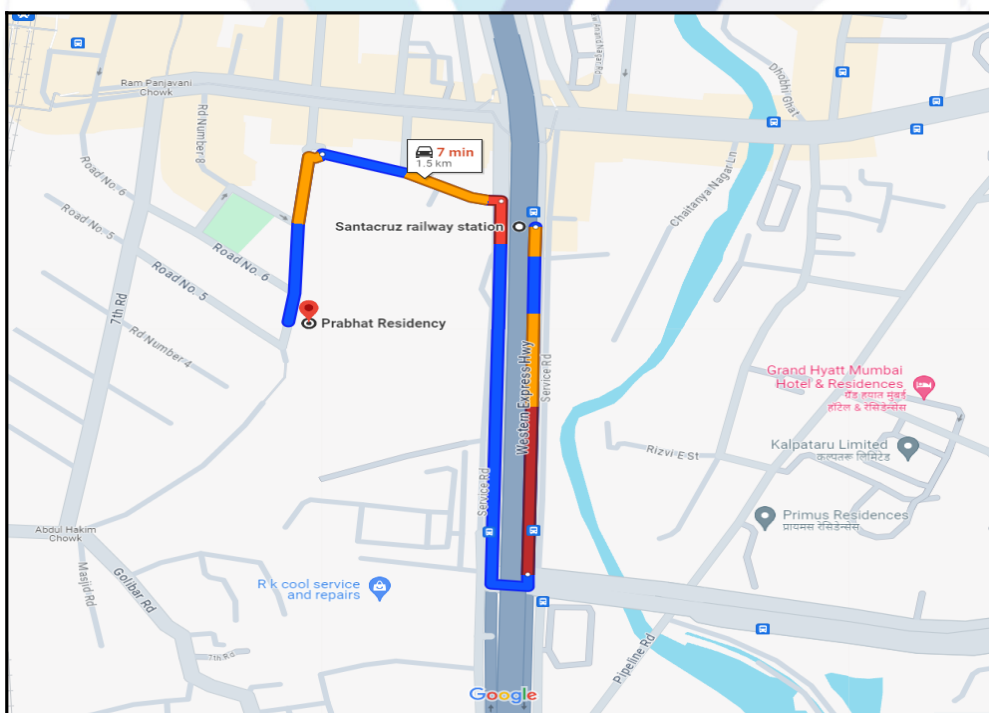 Ram Panjavani
Chowk
Rd Number 8
Dhobhi Ghat
7 min
1.5 km
Chaitanya Nagar Ln
Road No. 6
Santacruz railway station
Road No. 5
Road No. 6
Road No. 5
7th Rd
Prabhat Residency
Rd Number 4
Western Express Hwy
Service Rd
Grand Hyatt Mumbai
Hotel & Residences
ग्रँड हयात मुंबई
हॉटेल & रेसिडेन्सेस
Rizvi E St
Kalpataru Limited
कल्पतरू लिमिटेड
Service Rd
Primus Residences
प्रायमस रेसिडेन्सेस
Abdul Hakim
Chowk
Masjid Rd
Golibar Rd
R k cool service
and repairs
7th Rd
Pipeline Rd
Google